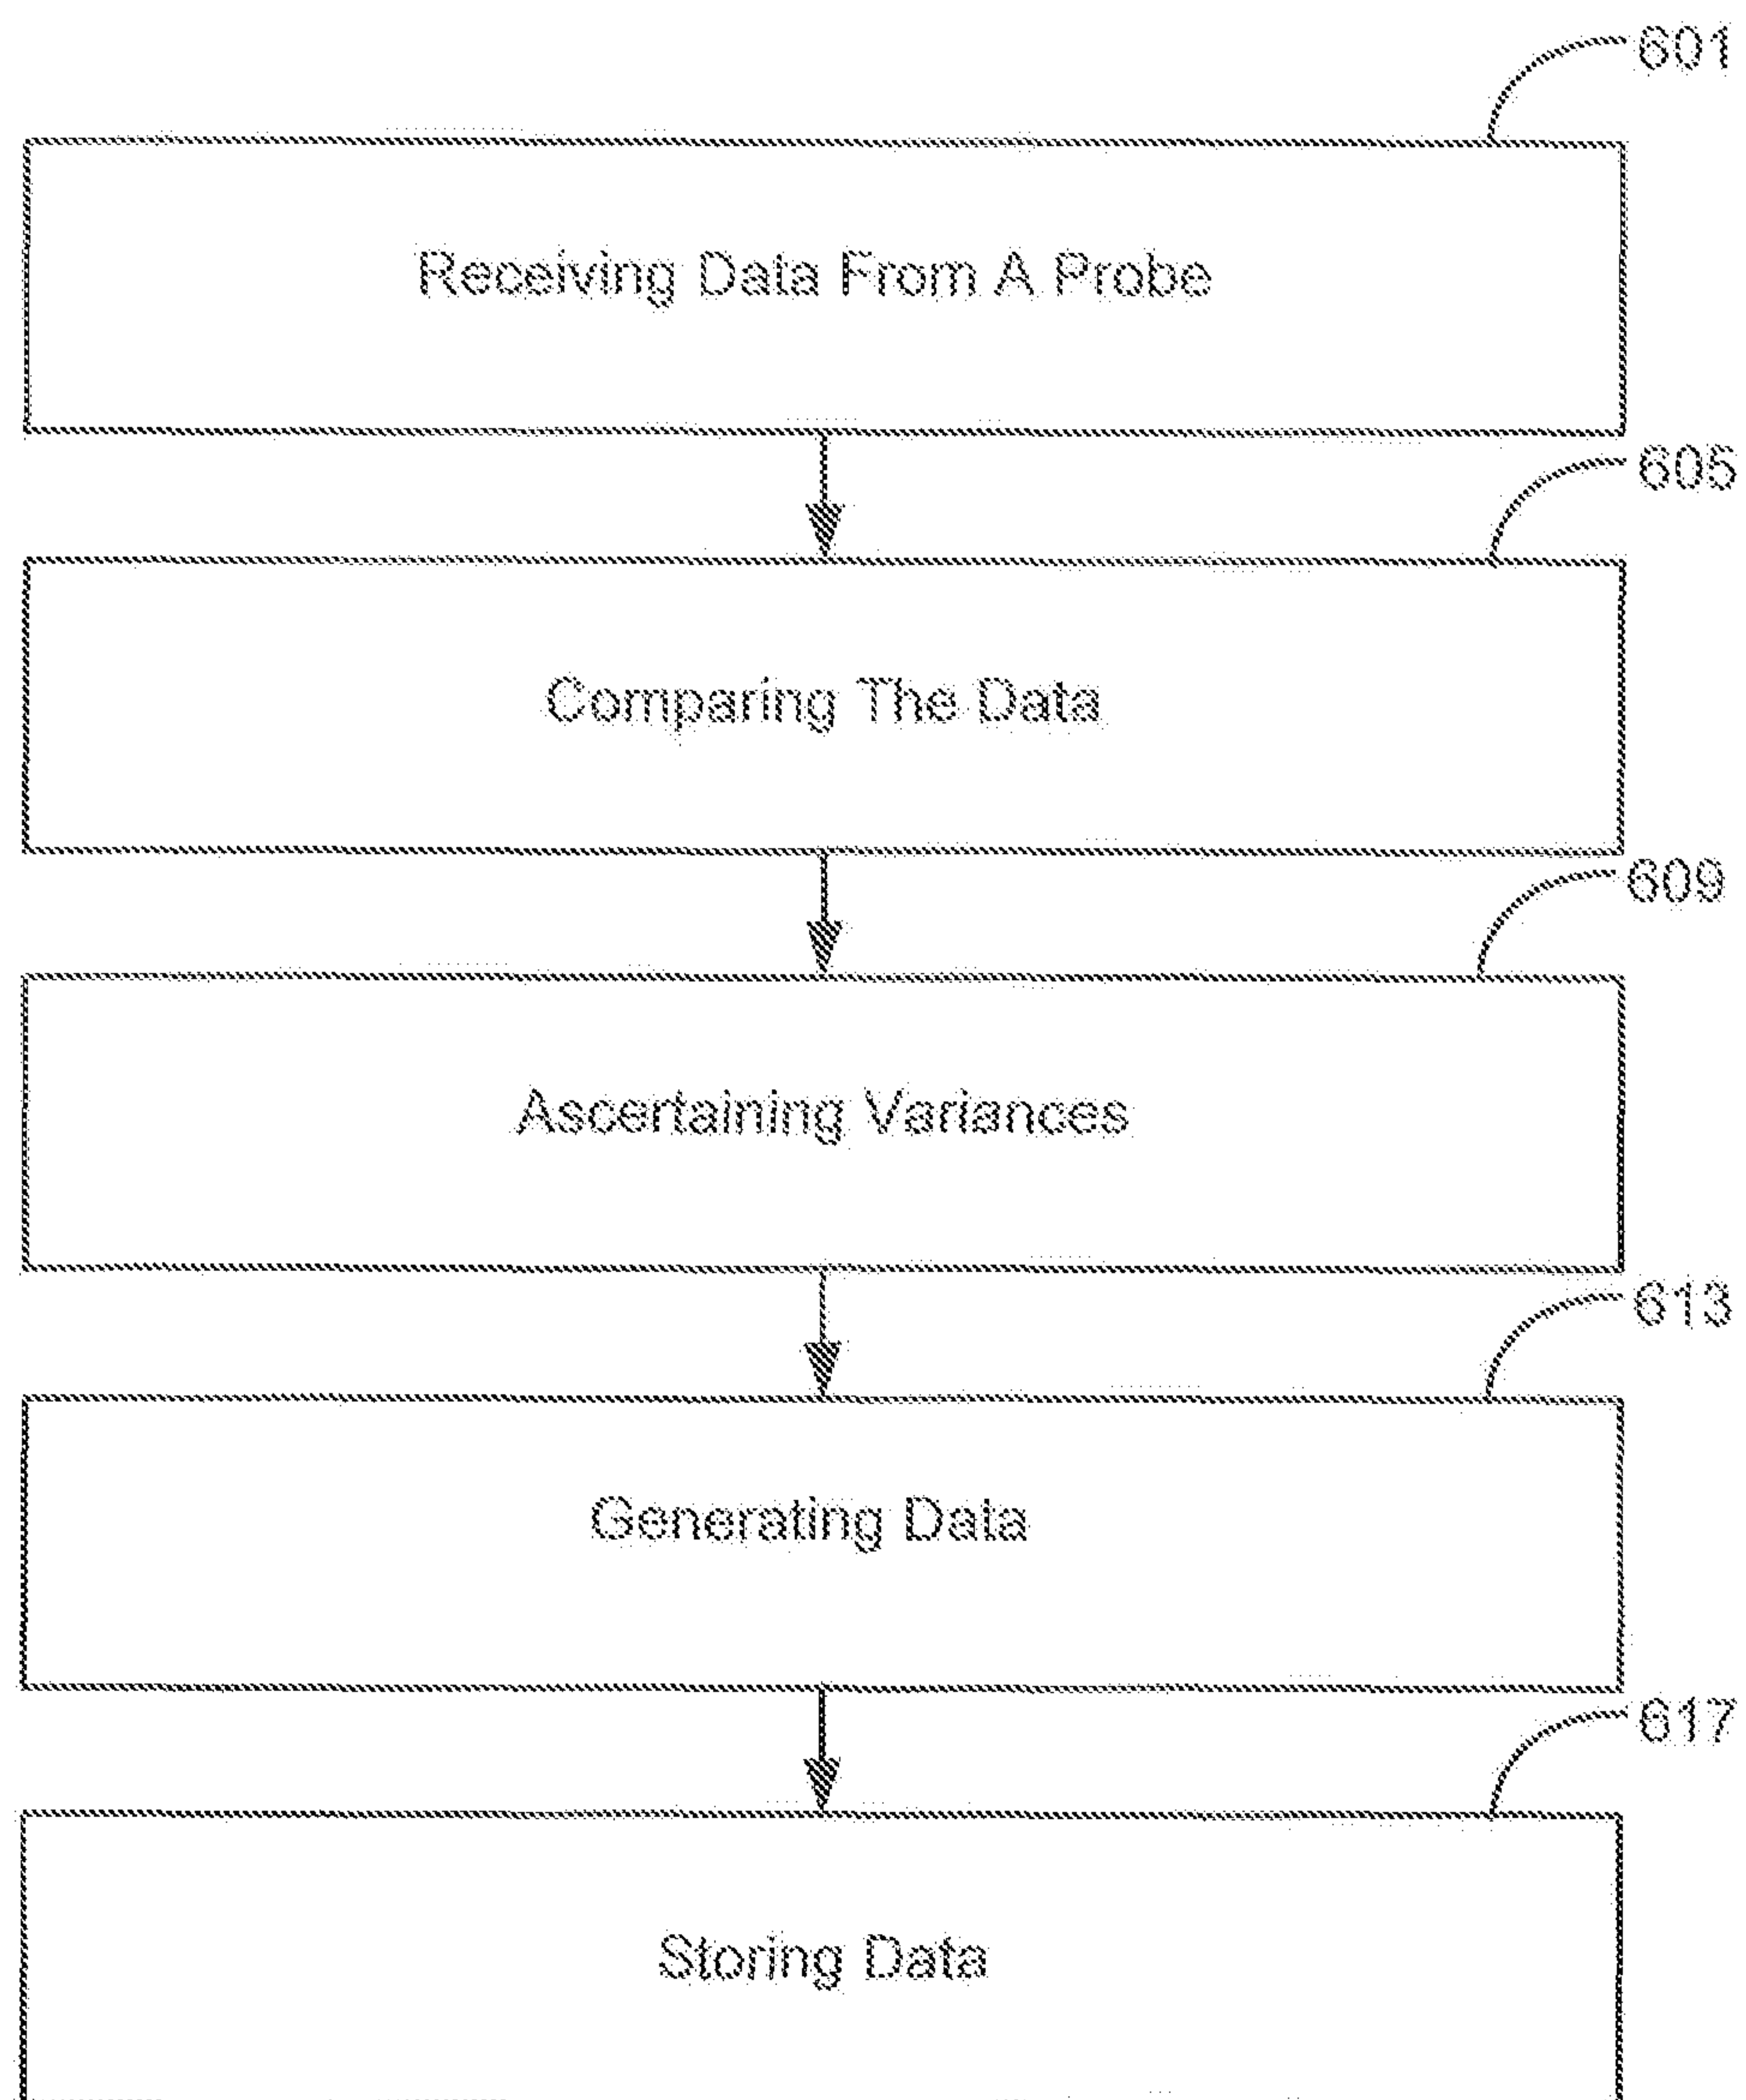 601
Receiving Data From A Probe
605
Comparing The Data
609
Ascertaining Variances
613
Generating Data
617
Storing Data